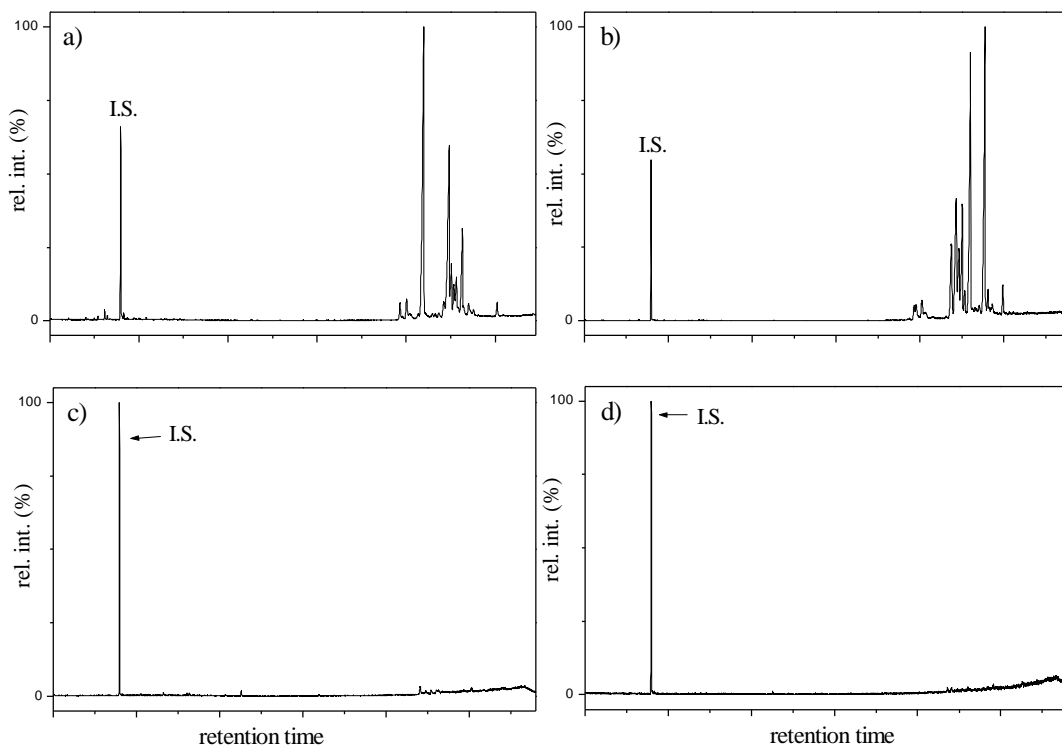 a)
100
I.S.
rel. int. (%)
0
b)
100
I.S.
rel. int. (%)
0
c)
100
I.S.
rel. int. (%)
0
retention time
d)
100
I.S.
rel. int. (%)
0
retention time